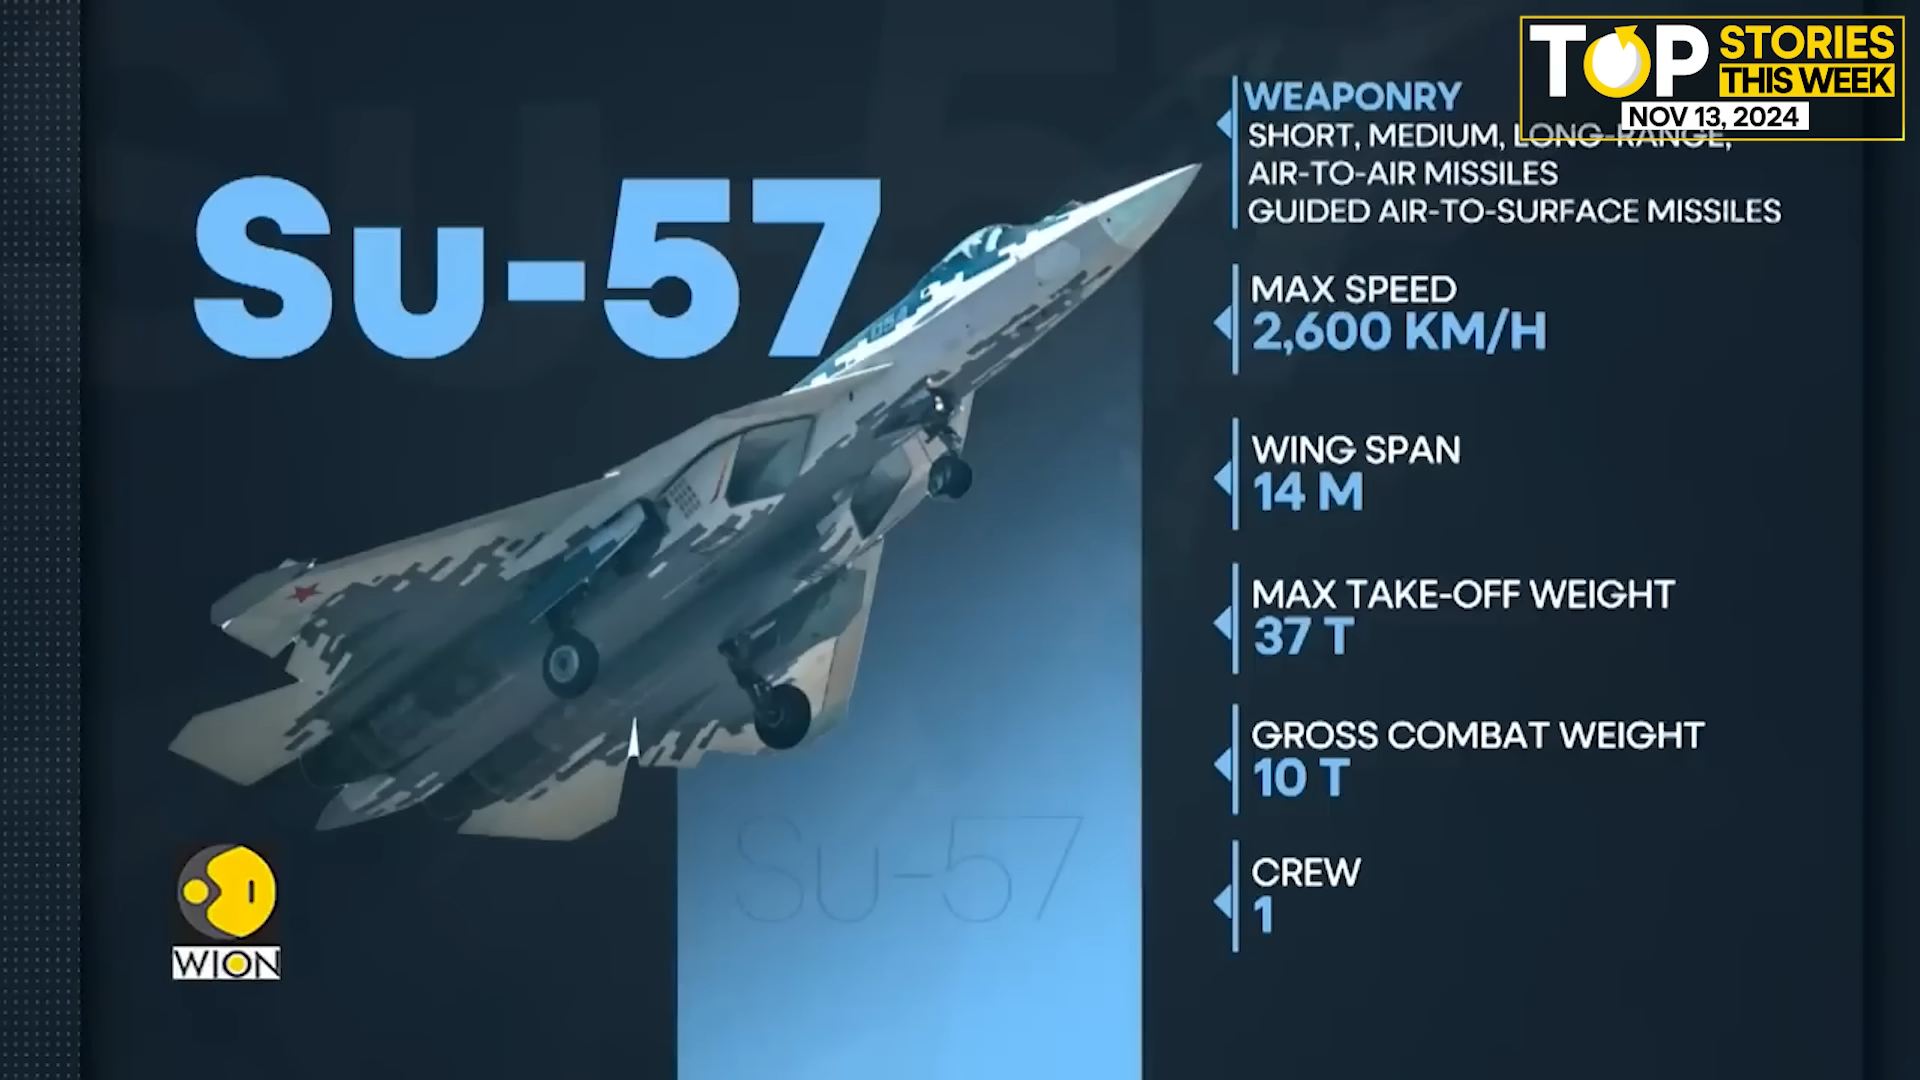 TOP STORIES
THIS WEEK
NOV 13, 2024
Su-57
WEAPONRY
SHORT, MEDIUM, LONG-RANGE,
AIR-TO-AIR MISSILES
GUIDED AIR-TO-SURFACE MISSILES
MAX SPEED
2,600 KM/H
WING SPAN
14 M
MAX TAKE-OFF WEIGHT
37 T
GROSS COMBAT WEIGHT
10 T
CREW
1
Su-57
WION